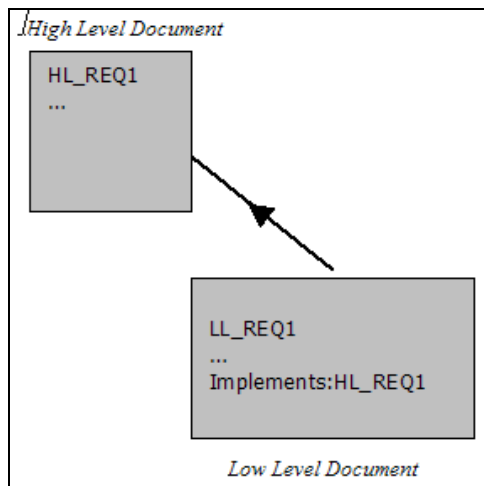 High Level Document
HL_REQ1
...
LL_REQ1
...
Implements:HL_REQ1
Low Level Document